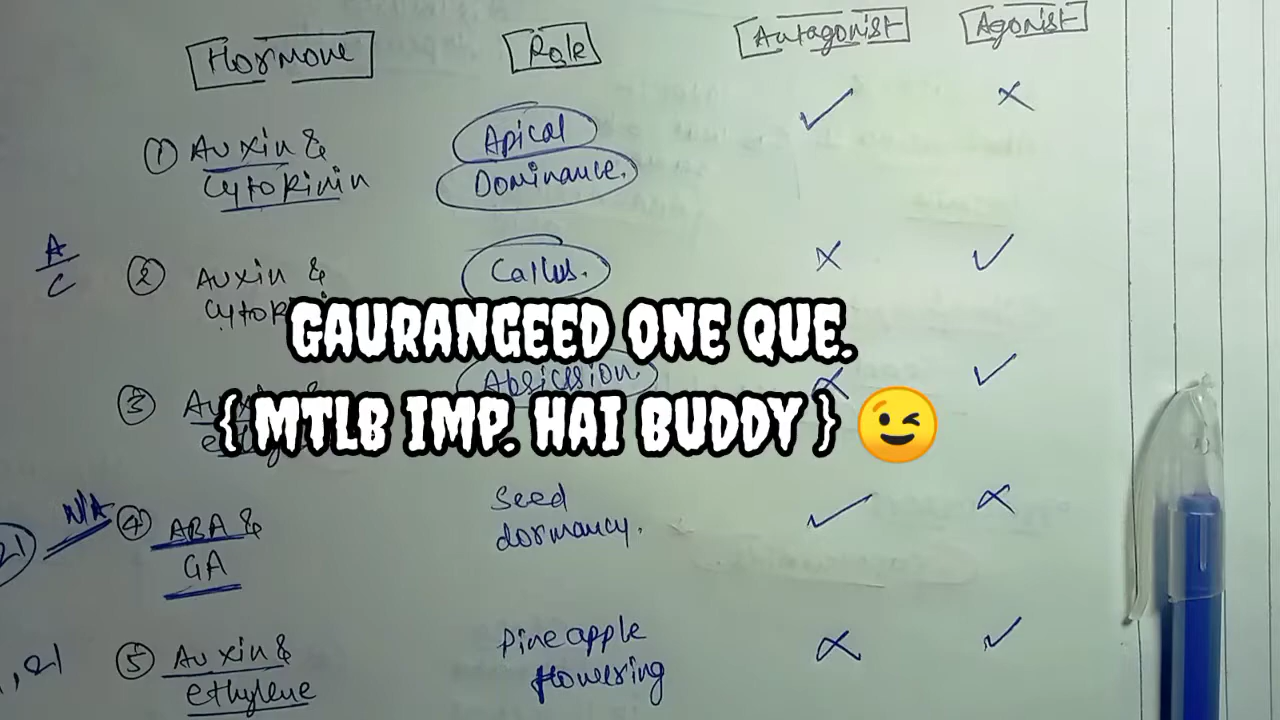 Hormone Role Antagonist Agonist
① Auxin & Apical ✓ ×
Cytokinin Dominance.
A/C ② Auxin & Callus. × ✓
GAURANGEED ONE QUE.
③ Abscission × ✓
{ MTLB IMP. HAI BUDDY } 😉
N/A ④ ABA & Seed ✓ ×
GA dormancy.
⑤ Auxin & Pineapple × ✓
ethylene flowering